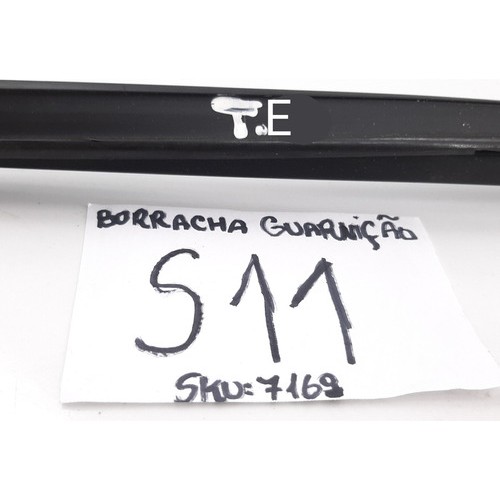 T.E
BORRACHA GUARNIÇÃO
S11
SKU:7169